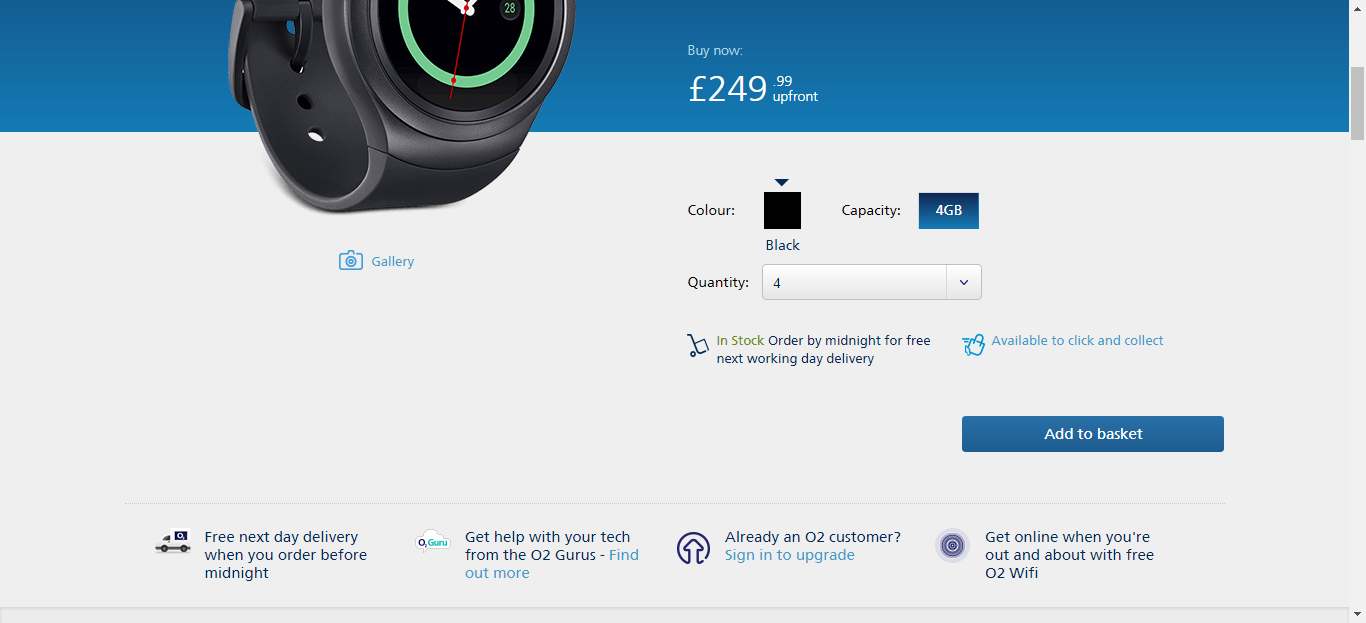 28
Buy now:
£249 .99
upfront
Colour:
Capacity: 4GB
Black
Gallery
Quantity: 4
In Stock Order by midnight for free
next working day delivery
Available to click and collect
Add to basket
O2
Free next day delivery
when you order before
midnight
O2 Guru
Get help with your tech
from the O2 Gurus - Find
out more
Already an O2 customer?
Sign in to upgrade
Get online when you're
out and about with free
O2 Wifi